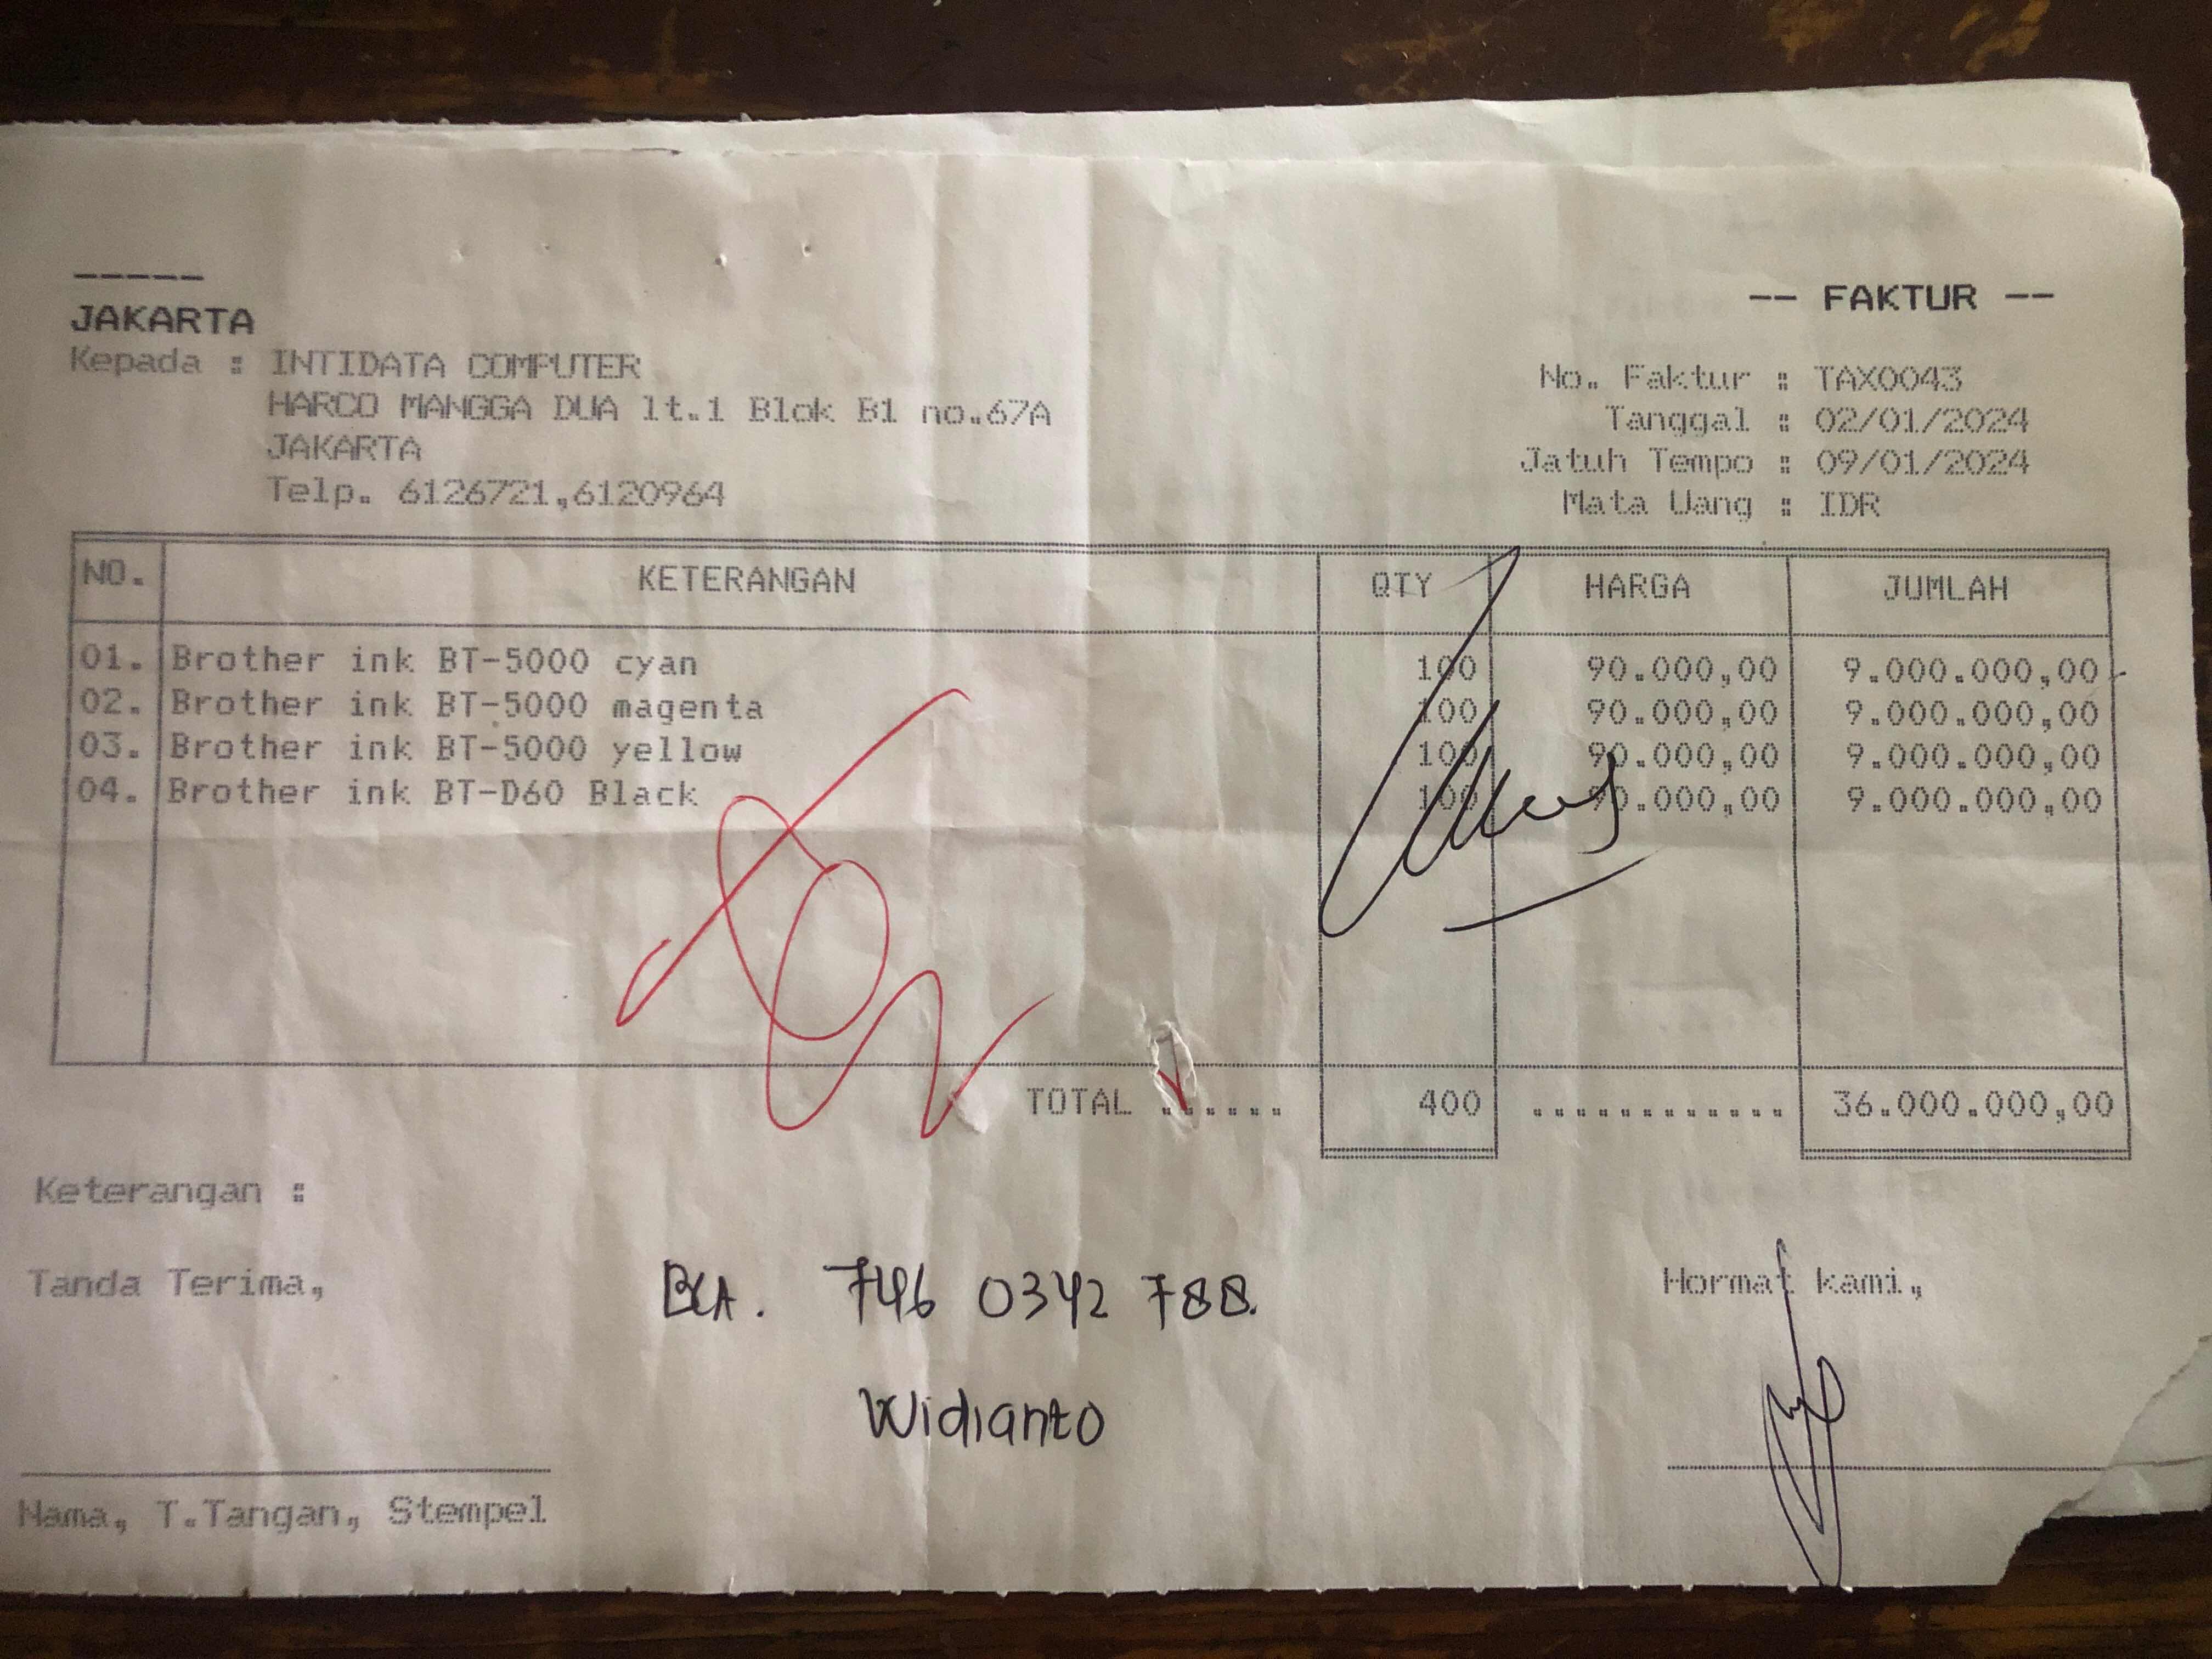 -----
JAKARTA
Kepada : INTIDATA COMPUTER
HARCO MANGGA DUA lt.1 Blok B1 no.67A
JAKARTA
Telp. 6126721,6120964
-- FAKTUR --
No. Faktur : TAX0043
Tanggal : 02/01/2024
Jatuh Tempo : 09/01/2024
Mata Uang : IDR
NO. KETERANGAN QTY HARGA JUMLAH
01. Brother ink BT-5000 cyan 100 90.000,00 9.000.000,00
02. Brother ink BT-5000 magenta 100 90.000,00 9.000.000,00
03. Brother ink BT-5000 yellow 100 90.000,00 9.000.000,00
04. Brother ink BT-D60 Black 100 90.000,00 9.000.000,00
TOTAL ...... 400 ............ 36.000.000,00
Keterangan :
Tanda Terima,
BCA. 746 0342 788.
Hormat kami,
Widianto
Nama, T.Tangan, Stempel